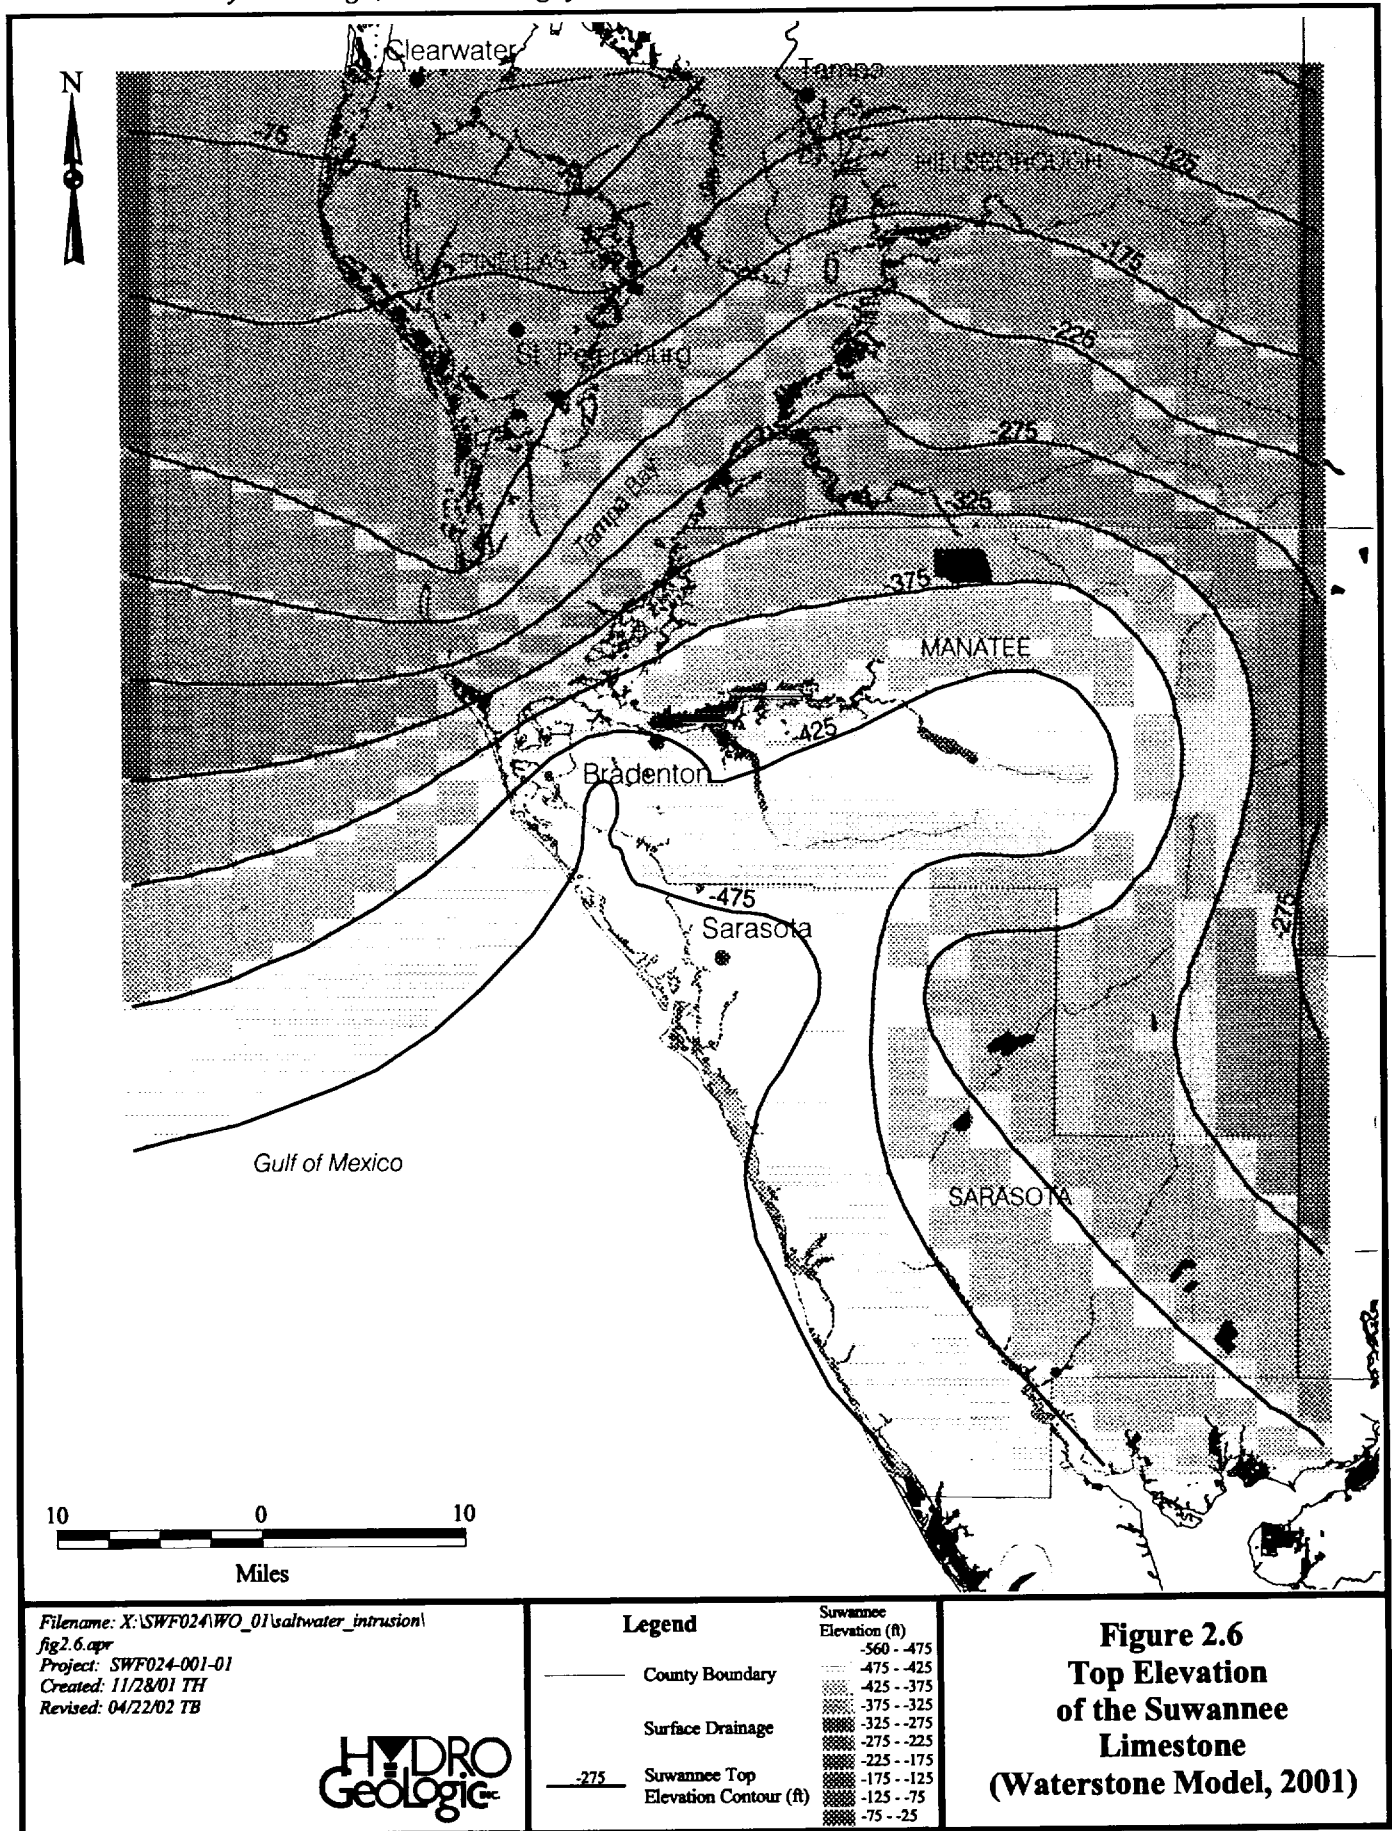 Clearwater
Tampa
N
-75
-125
HILLSBOROUGH
-175
PINELLAS
-225
St. Petersburg
-275
Tampa Bay
-325
-375
MANATEE
-425
Bradenton
-475
Sarasota
-275
Gulf of Mexico
SARASOTA
10 0 10
Miles
Filename: X:\SWF024\WO_01\saltwater_intrusion\
fig2.6.apr
Project: SWF024-001-01
Created: 11/28/01 TH
Revised: 04/22/02 TB
HYDRO
GeoLogic INC.
Legend
County Boundary
Surface Drainage
-275 Suwannee Top
Elevation Contour (ft)
Suwannee
Elevation (ft)
-560 - -475
-475 - -425
-425 - -375
-375 - -325
-325 - -275
-275 - -225
-225 - -175
-175 - -125
-125 - -75
-75 - -25
Figure 2.6
Top Elevation
of the Suwannee
Limestone
(Waterstone Model, 2001)